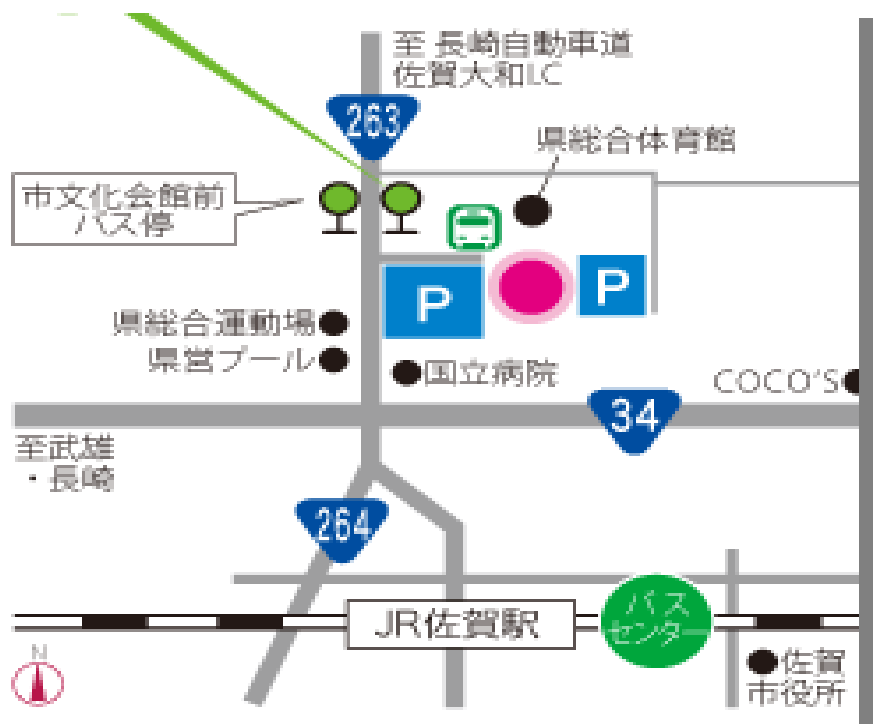 至 長崎自動車道
佐賀大和I.C
263
県総合体育館
市文化会館前
バス停
P
P
県総合運動場
県営プール
国立病院
COCO'S
34
至武雄
・長崎
264
バス
センター
JR佐賀駅
N
佐賀
市役所